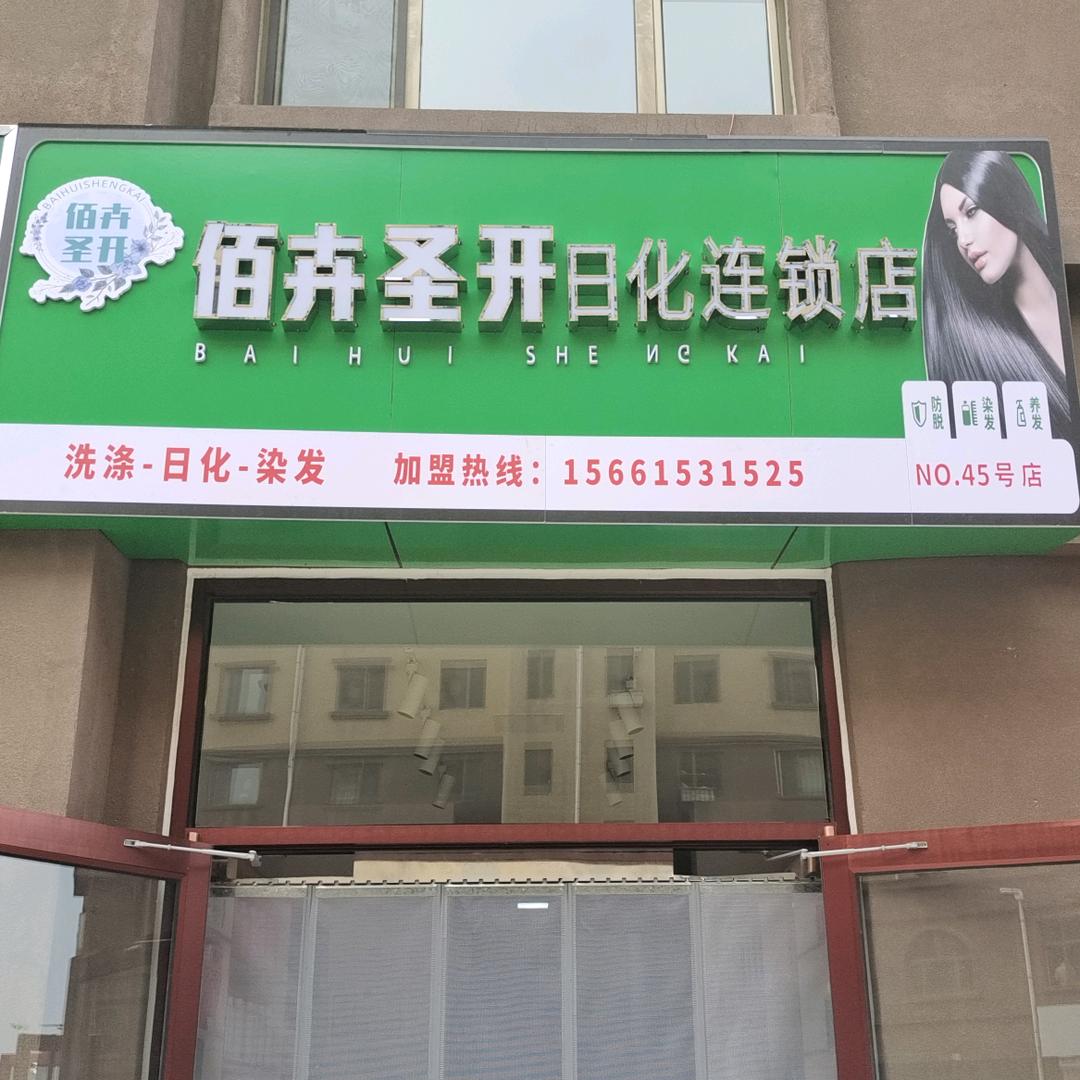 BAIHUISHENGKAI
佰卉
圣开
佰卉圣开日化连锁店
BAI HUI SHENG KAI
防脱
染发
养发
洗涤-日化-染发 加盟热线：15661531525
NO.45号店